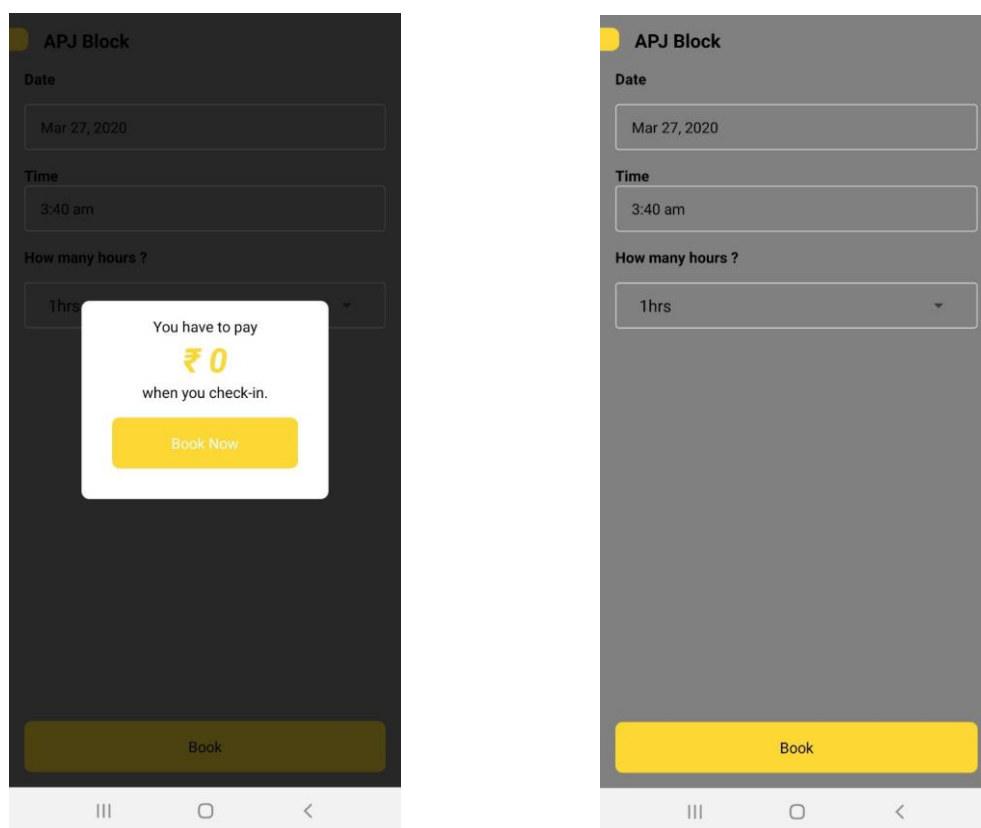 APJ Block
Date
Mar 27, 2020
Time
3:40 am
How many hours ?
1hrs
You have to pay
₹ 0
when you check-in.
Book Now
Book
APJ Block
Date
Mar 27, 2020
Time
3:40 am
How many hours ?
1hrs
Book